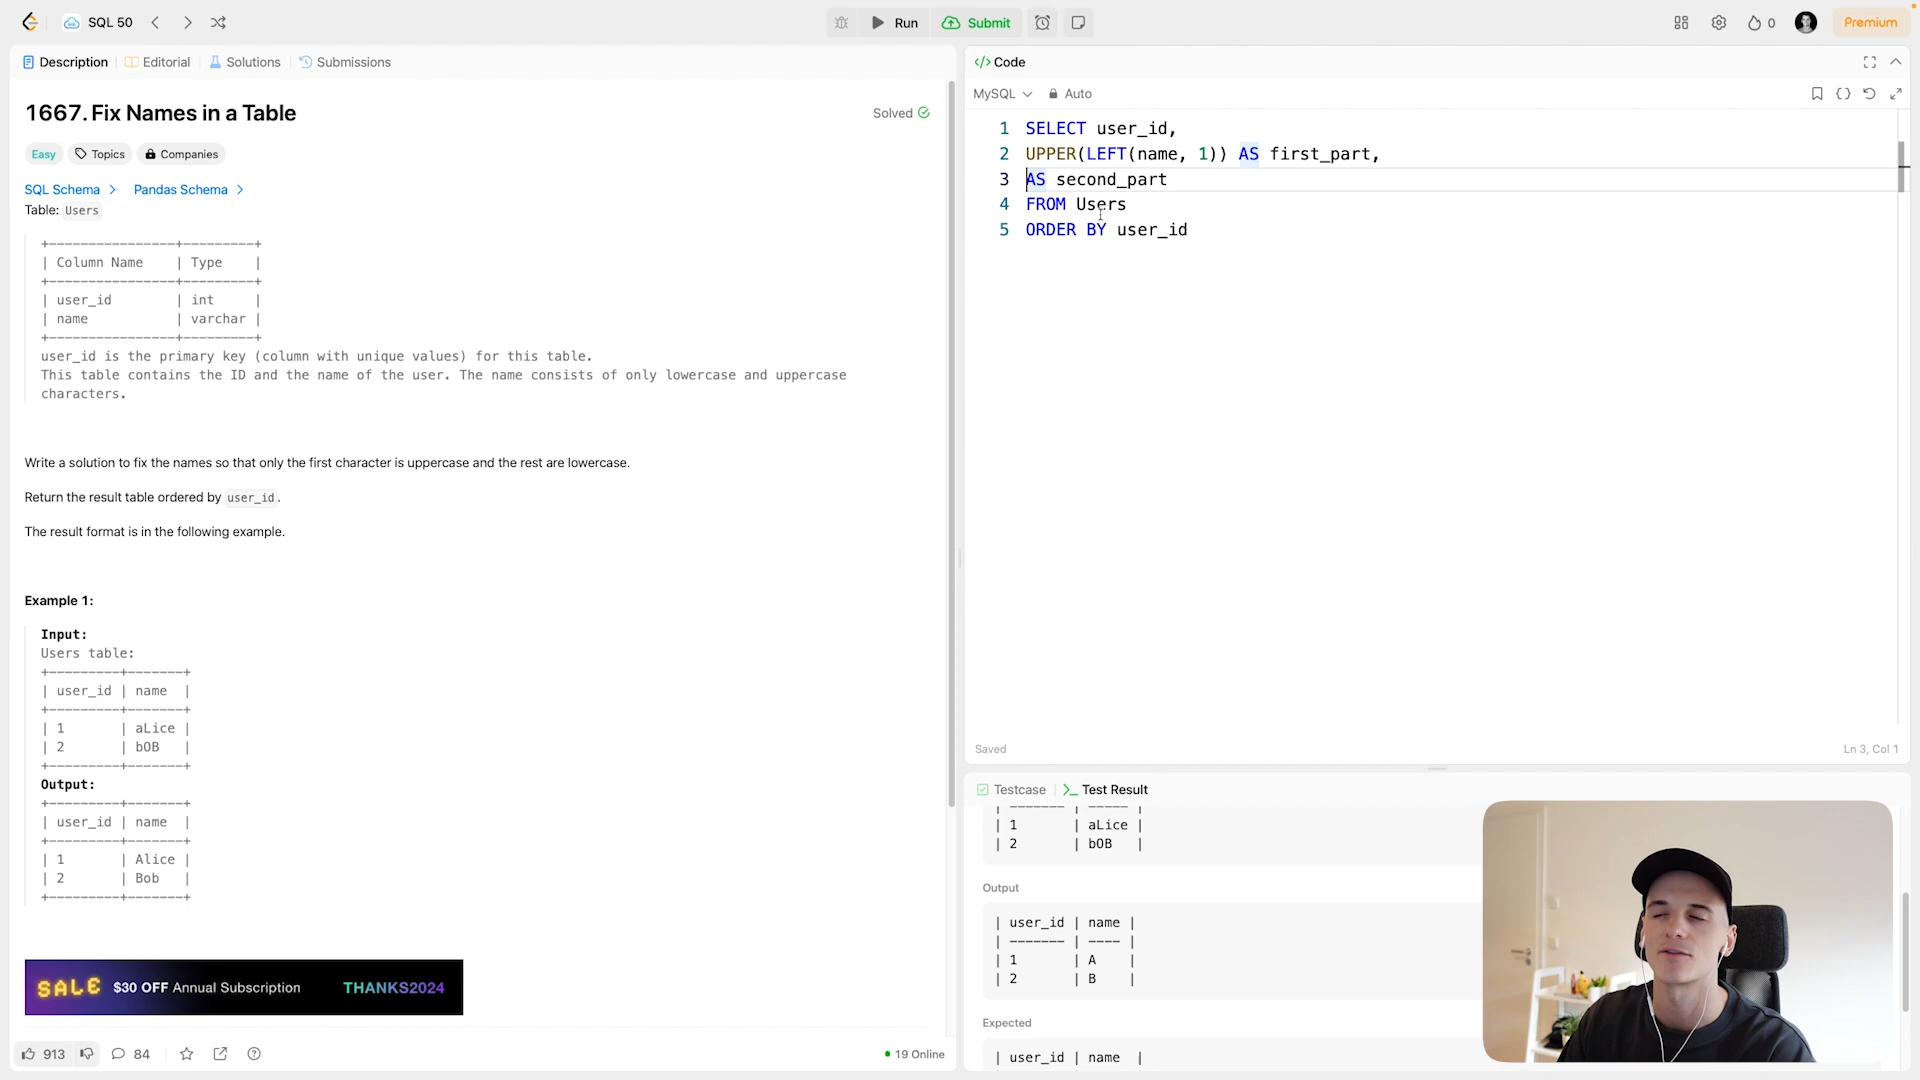 SQL 50
Run
Submit
0
Premium
Description
Editorial
Solutions
Submissions
1667. Fix Names in a Table
Solved
Easy
Topics
Companies
SQL Schema >
Pandas Schema >
Table: Users
+----------------+---------+
| Column Name    | Type    |
+----------------+---------+
| user_id        | int     |
| name           | varchar |
+----------------+---------+
user_id is the primary key (column with unique values) for this table.
This table contains the ID and the name of the user. The name consists of only lowercase and uppercase
characters.
Write a solution to fix the names so that only the first character is uppercase and the rest are lowercase.
Return the result table ordered by user_id.
The result format is in the following example.
Example 1:
Input:
Users table:
+---------+-------+
| user_id | name  |
+---------+-------+
| 1       | aLice |
| 2       | bOB   |
+---------+-------+
Output:
+---------+-------+
| user_id | name  |
+---------+-------+
| 1       | Alice |
| 2       | Bob   |
+---------+-------+
SALE $30 OFF Annual Subscription THANKS2024
913
84
19 Online
</> Code
MySQL
Auto
1 SELECT user_id,
2 UPPER(LEFT(name, 1)) AS first_part,
3 AS second_part
4 FROM Users
5 ORDER BY user_id
Saved
Ln 3, Col 1
Testcase
>_ Test Result
| ------- | ----- |
| 1       | aLice |
| 2       | bOB   |
Output
| user_id | name |
| ------- | ---- |
| 1       | A    |
| 2       | B    |
Expected
| user_id | name  |